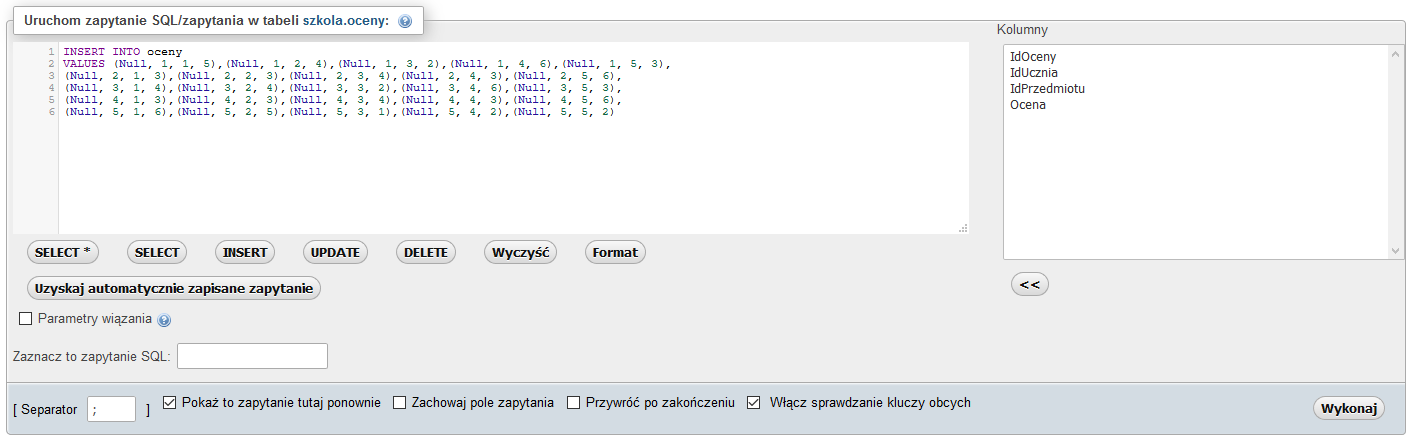 Uruchom zapytanie SQL/zapytania w tabeli szkola.oceny:
Kolumny
1 INSERT INTO oceny
2 VALUES (Null, 1, 1, 5),(Null, 1, 2, 4),(Null, 1, 3, 2),(Null, 1, 4, 6),(Null, 1, 5, 3),
3 (Null, 2, 1, 3),(Null, 2, 2, 3),(Null, 2, 3, 4),(Null, 2, 4, 3),(Null, 2, 5, 6),
4 (Null, 3, 1, 4),(Null, 3, 2, 4),(Null, 3, 3, 2),(Null, 3, 4, 6),(Null, 3, 5, 3),
5 (Null, 4, 1, 3),(Null, 4, 2, 3),(Null, 4, 3, 4),(Null, 4, 4, 3),(Null, 4, 5, 6),
6 (Null, 5, 1, 6),(Null, 5, 2, 5),(Null, 5, 3, 1),(Null, 5, 4, 2),(Null, 5, 5, 2)
IdOceny
IdUcznia
IdPrzedmiotu
Ocena
SELECT * SELECT INSERT UPDATE DELETE Wyczyść Format
<<
Uzyskaj automatycznie zapisane zapytanie
Parametry wiązania
Zaznacz to zapytanie SQL:
[ Separator ; ] Pokaż to zapytanie tutaj ponownie Zachowaj pole zapytania Przywróć po zakończeniu Włącz sprawdzanie kluczy obcych
Wykonaj